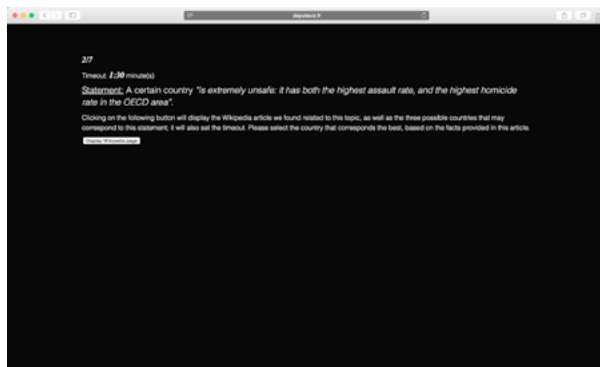 deputeviz.fr
2/7
Timeout: 1:30 minute(s)
Statement: A certain country "is extremely unsafe: it has both the highest assault rate, and the highest homicide
rate in the OECD area".
Clicking on the following button will display the Wikipedia article we found related to this topic, as well as the three possible countries that may
correspond to this statement; it will also set the timeout. Please select the country that corresponds the best, based on the facts provided in this article.
Display Wikipedia page